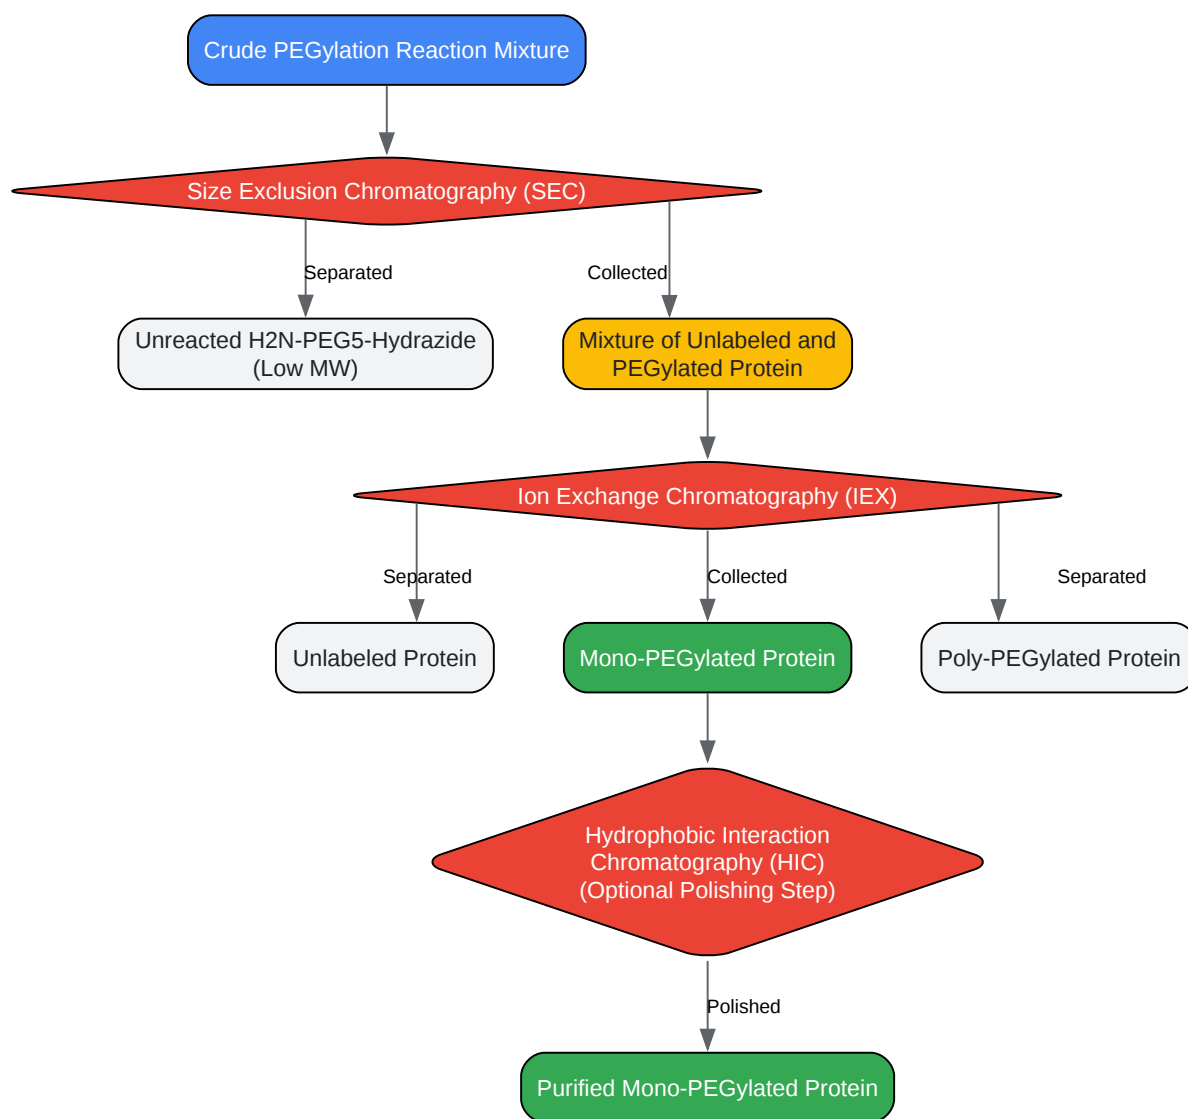 Crude PEGylation Reaction Mixture
Size Exclusion Chromatography (SEC)
Separated
Collected
Unreacted H2N-PEG5-Hydrazide
(Low MW)
Mixture of Unlabeled and
PEGylated Protein
Ion Exchange Chromatography (IEX)
Separated
Collected
Separated
Unlabeled Protein
Mono-PEGylated Protein
Poly-PEGylated Protein
Hydrophobic Interaction
Chromatography (HIC)
(Optional Polishing Step)
Polished
Purified Mono-PEGylated Protein